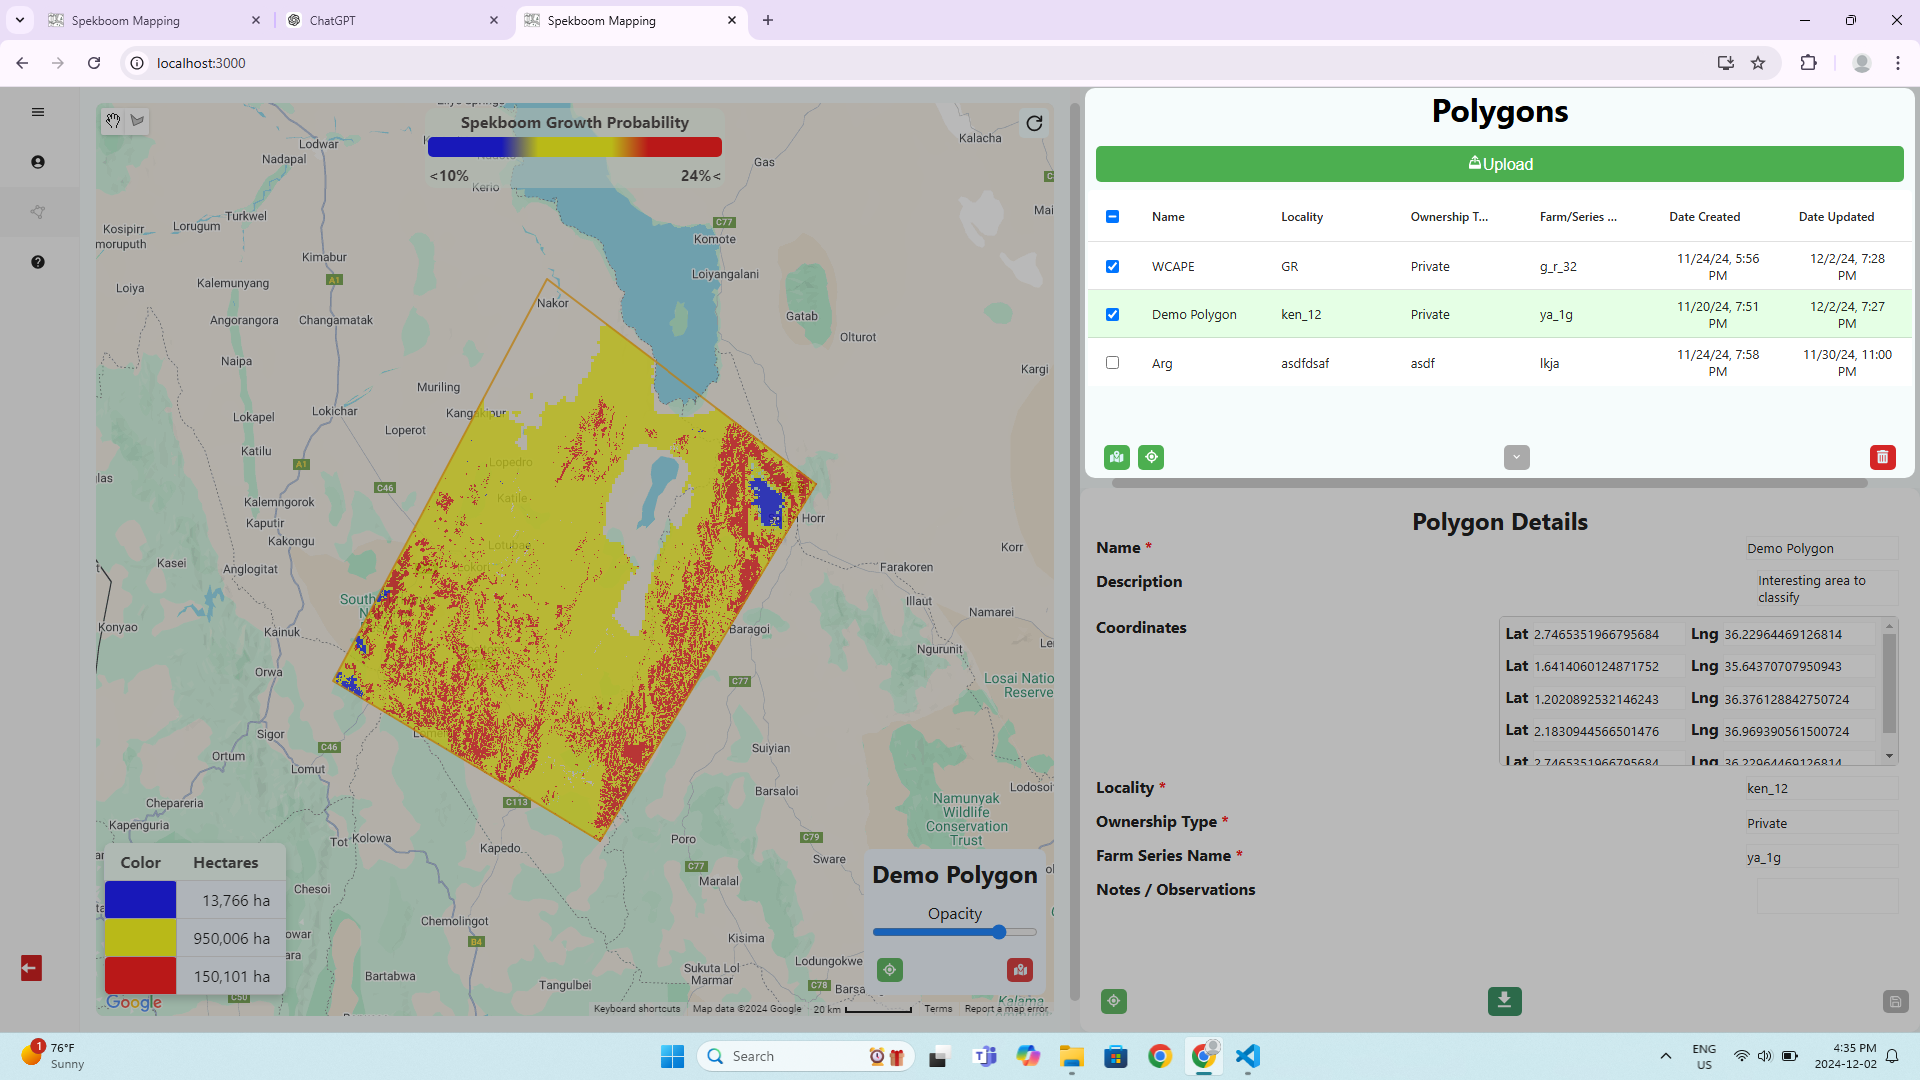 Spekboom Mapping
ChatGPT
Spekboom Mapping
localhost:3000
Spekboom Growth Probability
<10%
24%<
Lodwar
Nadapal
Kerio
Gas
Kalacha
Mai
C77
Turkwel
Kosipirr
moruputh
Lorugum
Komote
Kimabur
Loiyangalani
A1
Loiya
Kalemunyang
Nakor
Angorangora
Changamatak
Gatab
Olturot
Naipa
Kargi
Muriling
Lokapel
Lokichar
Kangakipur
Loperot
Katilu
A1
Lopedro
C46
Katile
Kalemngorok
Horr
Kaputir
Kakongu
Lotubae
Korr
Kasei
Anglogitat
Farakoren
South
Illaut
Namarei
Konyao
Kainuk
Baragoi
Ngurunit
Orwa
C77
Losai Natio
Reserve
Sigor
C46
Ortum
Suiyian
Lomut
Barsaloi
Lodosoi
Chepareria
C113
Namunyak
Wildlife
Conservation
Trust
Kapenguria
Tot
Kolowa
Kapedo
Poro
C79
Sware
C77
Maralal
Chesoi
Chemolingot
B4
Kisima
Bartabwa
Sukuta Lol
Marmar
Lodungokwe
Tangulbei
C78
Barsa
C50
Kalama
Color
Hectares
13,766 ha
950,006 ha
150,101 ha
Demo Polygon
Opacity
Google
Keyboard shortcuts
Map data ©2024 Google
20 km
Terms
Report a map error
Polygons
Upload
Name
Locality
Ownership T...
Farm/Series ...
Date Created
Date Updated
WCAPE
GR
Private
g_r_32
11/24/24, 5:56
PM
12/2/24, 7:28
PM
Demo Polygon
ken_12
Private
ya_1g
11/20/24, 7:51
PM
12/2/24, 7:27
PM
Arg
asdfdsaf
asdf
lkja
11/24/24, 7:58
PM
11/30/24, 11:00
PM
Polygon Details
Name *
Demo Polygon
Description
Interesting area to
classify
Coordinates
Lat 2.7465351966795684 Lng 36.22964469126814
Lat 1.6414060124871752 Lng 35.64370707950943
Lat 1.2020892532146243 Lng 36.376128842750724
Lat 2.1830944566501476 Lng 36.969390561500724
Lat 2.7465351966795684 Lng 36.22964469126814
Locality *
ken_12
Ownership Type *
Private
Farm Series Name *
ya_1g
Notes / Observations
1
76°F
Sunny
Search
ENG
US
4:35 PM
2024-12-02